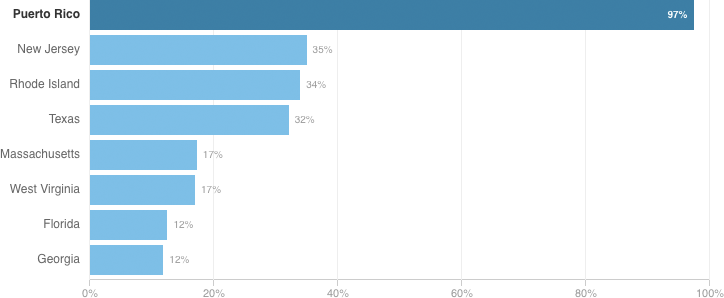 Puerto Rico 97%
New Jersey 35%
Rhode Island 34%
Texas 32%
Massachusetts 17%
West Virginia 17%
Florida 12%
Georgia 12%
0% 20% 40% 60% 80% 100%